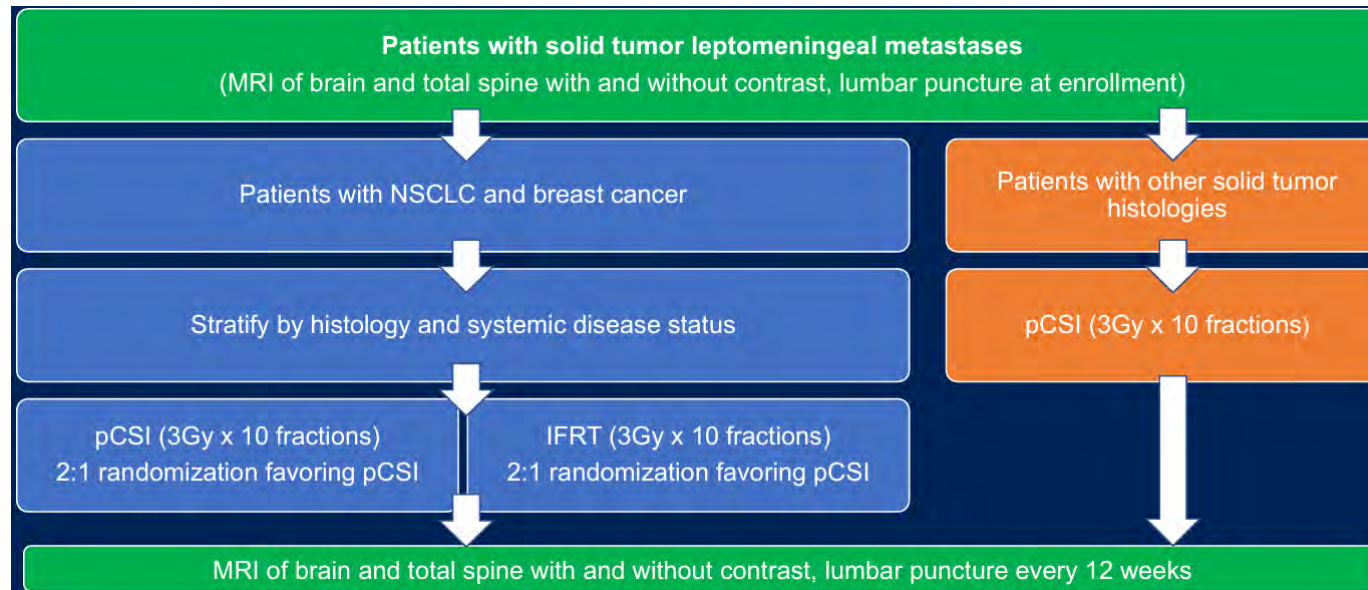 Patients with solid tumor leptomeningeal metastases
(MRI of brain and total spine with and without contrast, lumbar puncture at enrollment)
Patients with NSCLC and breast cancer
Patients with other solid tumor
histologies
Stratify by histology and systemic disease status
pCSI (3Gy x 10 fractions)
pCSI (3Gy x 10 fractions)
2:1 randomization favoring pCSI
IFRT (3Gy x 10 fractions)
2:1 randomization favoring pCSI
MRI of brain and total spine with and without contrast, lumbar puncture every 12 weeks